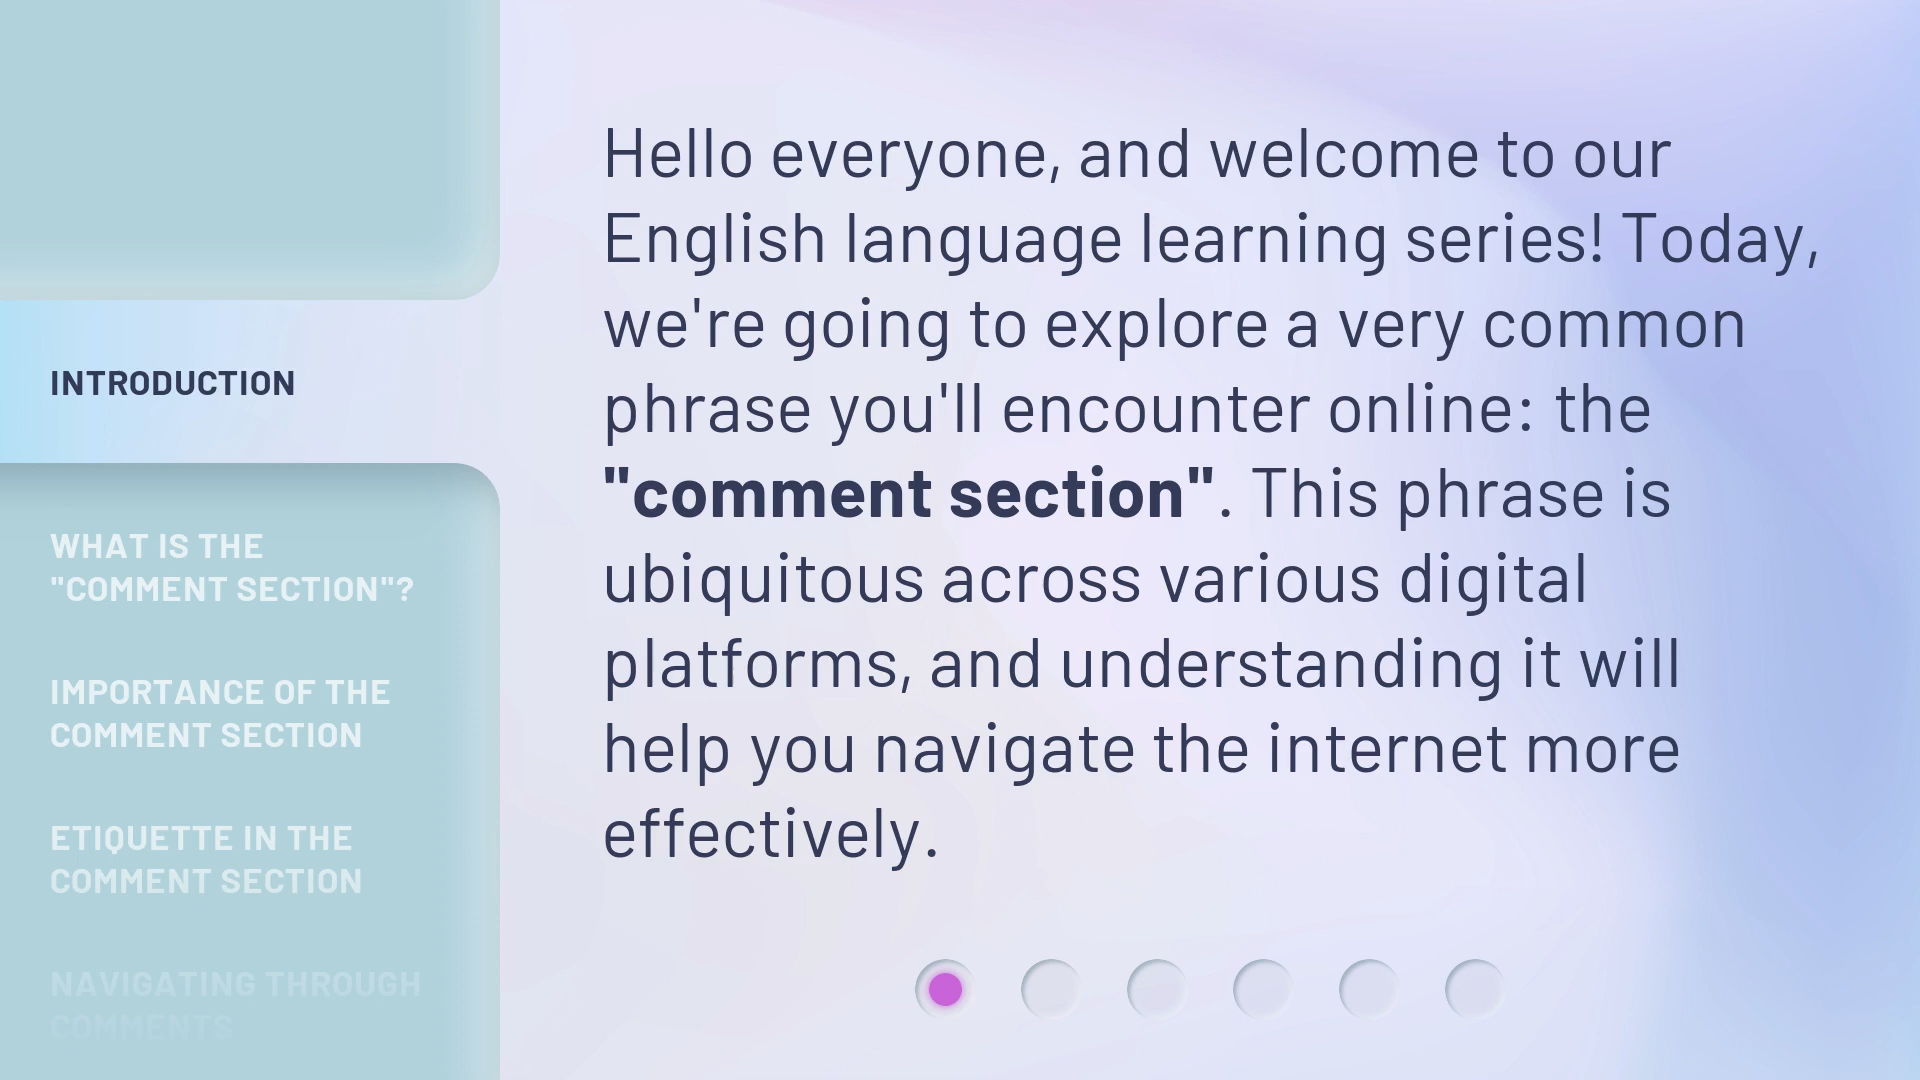 INTRODUCTION
WHAT IS THE
"COMMENT SECTION"?
IMPORTANCE OF THE
COMMENT SECTION
ETIQUETTE IN THE
COMMENT SECTION
NAVIGATING THROUGH
COMMENTS
Hello everyone, and welcome to our
English language learning series! Today,
we're going to explore a very common
phrase you'll encounter online: the
"comment section". This phrase is
ubiquitous across various digital
platforms, and understanding it will
help you navigate the internet more
effectively.